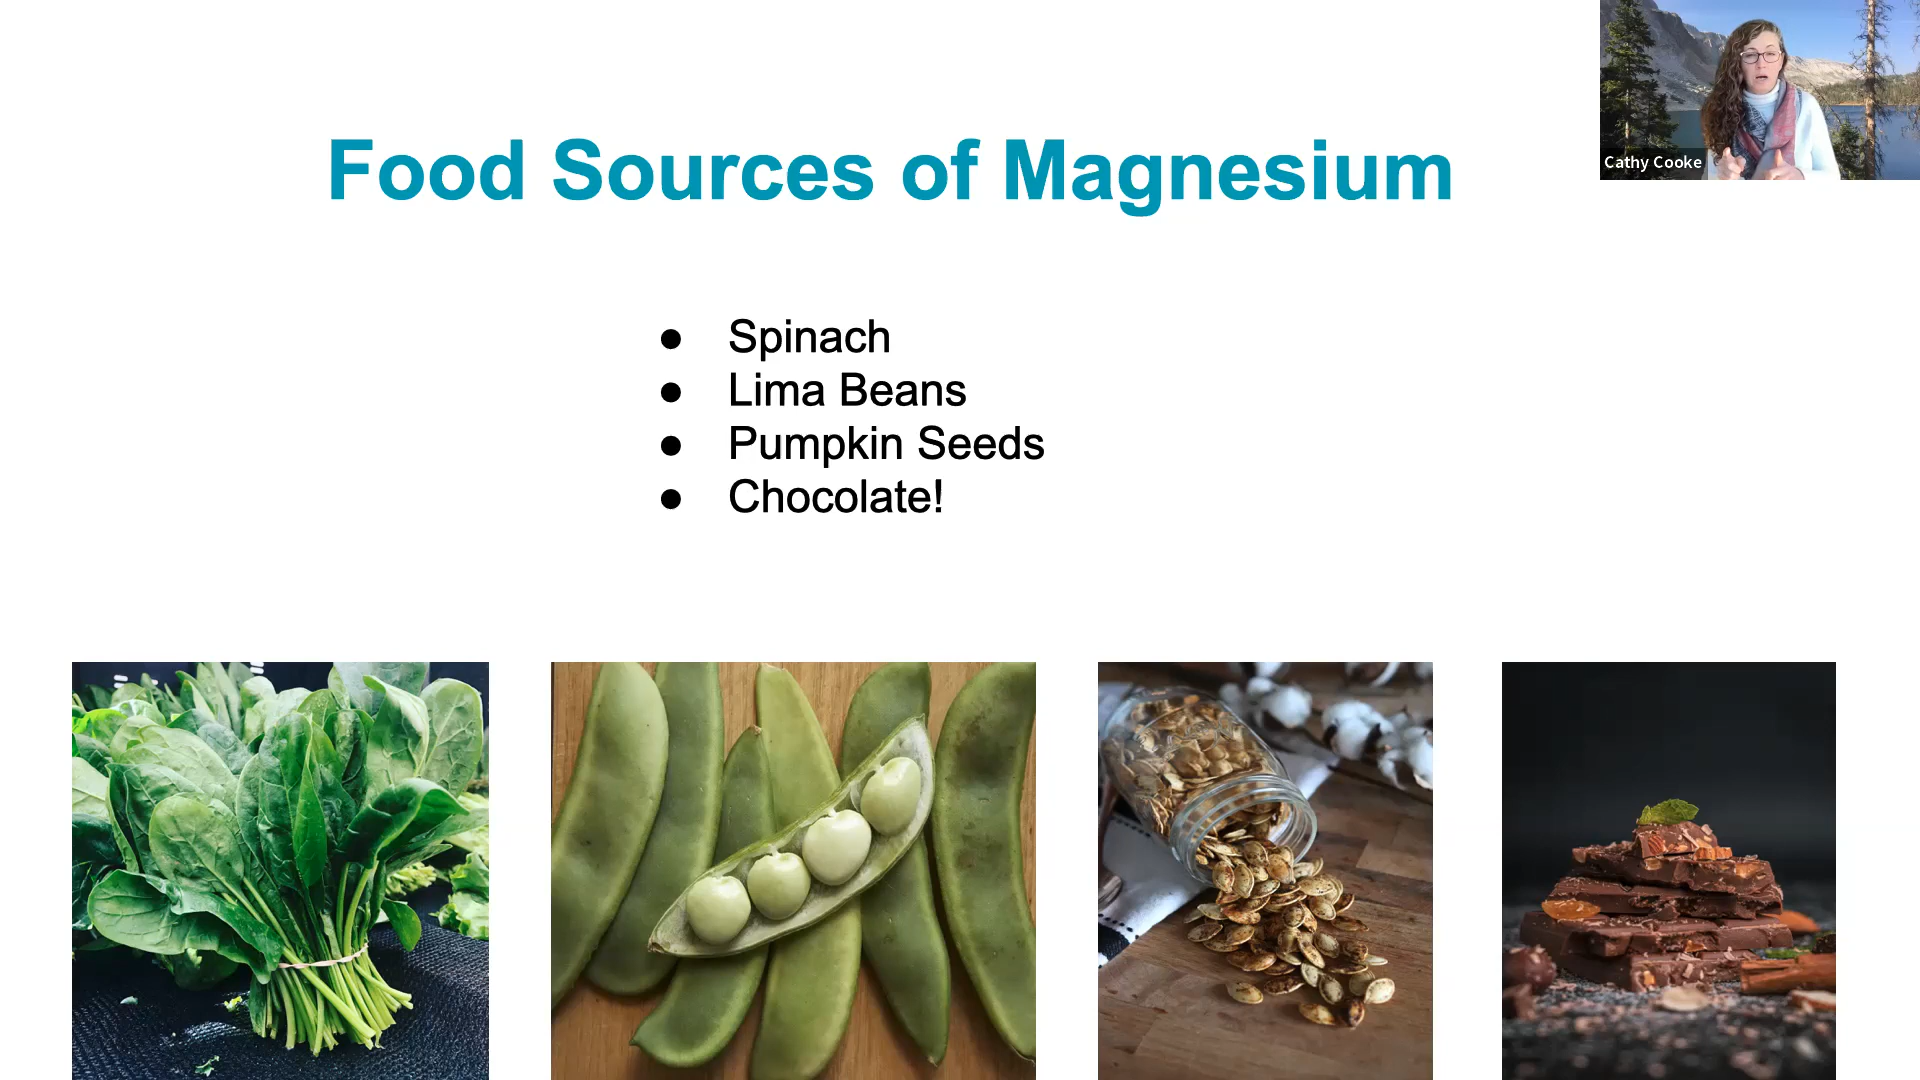 Food Sources of Magnesium
Cathy Cooke
● Spinach
● Lima Beans
● Pumpkin Seeds
● Chocolate!